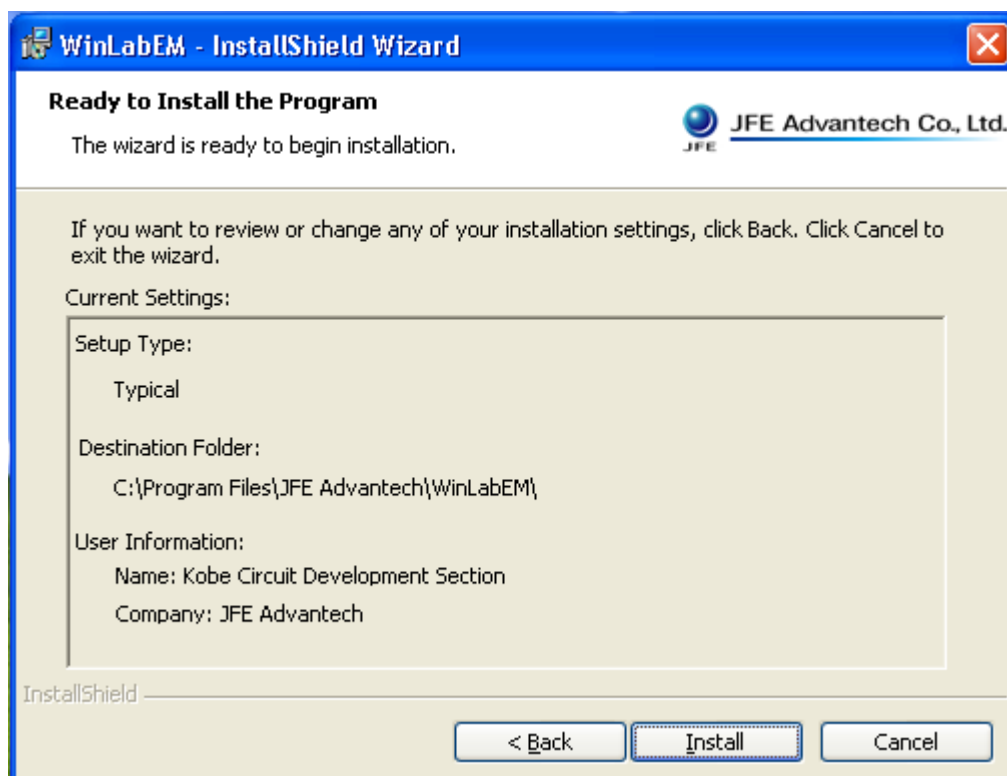 WinLabEM - InstallShield Wizard
Ready to Install the Program
The wizard is ready to begin installation.
JFE Advantech Co., Ltd.
JFE
If you want to review or change any of your installation settings, click Back. Click Cancel to
exit the wizard.
Current Settings:
Setup Type:
Typical
Destination Folder:
C:\Program Files\JFE Advantech\WinLabEM\
User Information:
Name: Kobe Circuit Development Section
Company: JFE Advantech
InstallShield
< Back
Install
Cancel